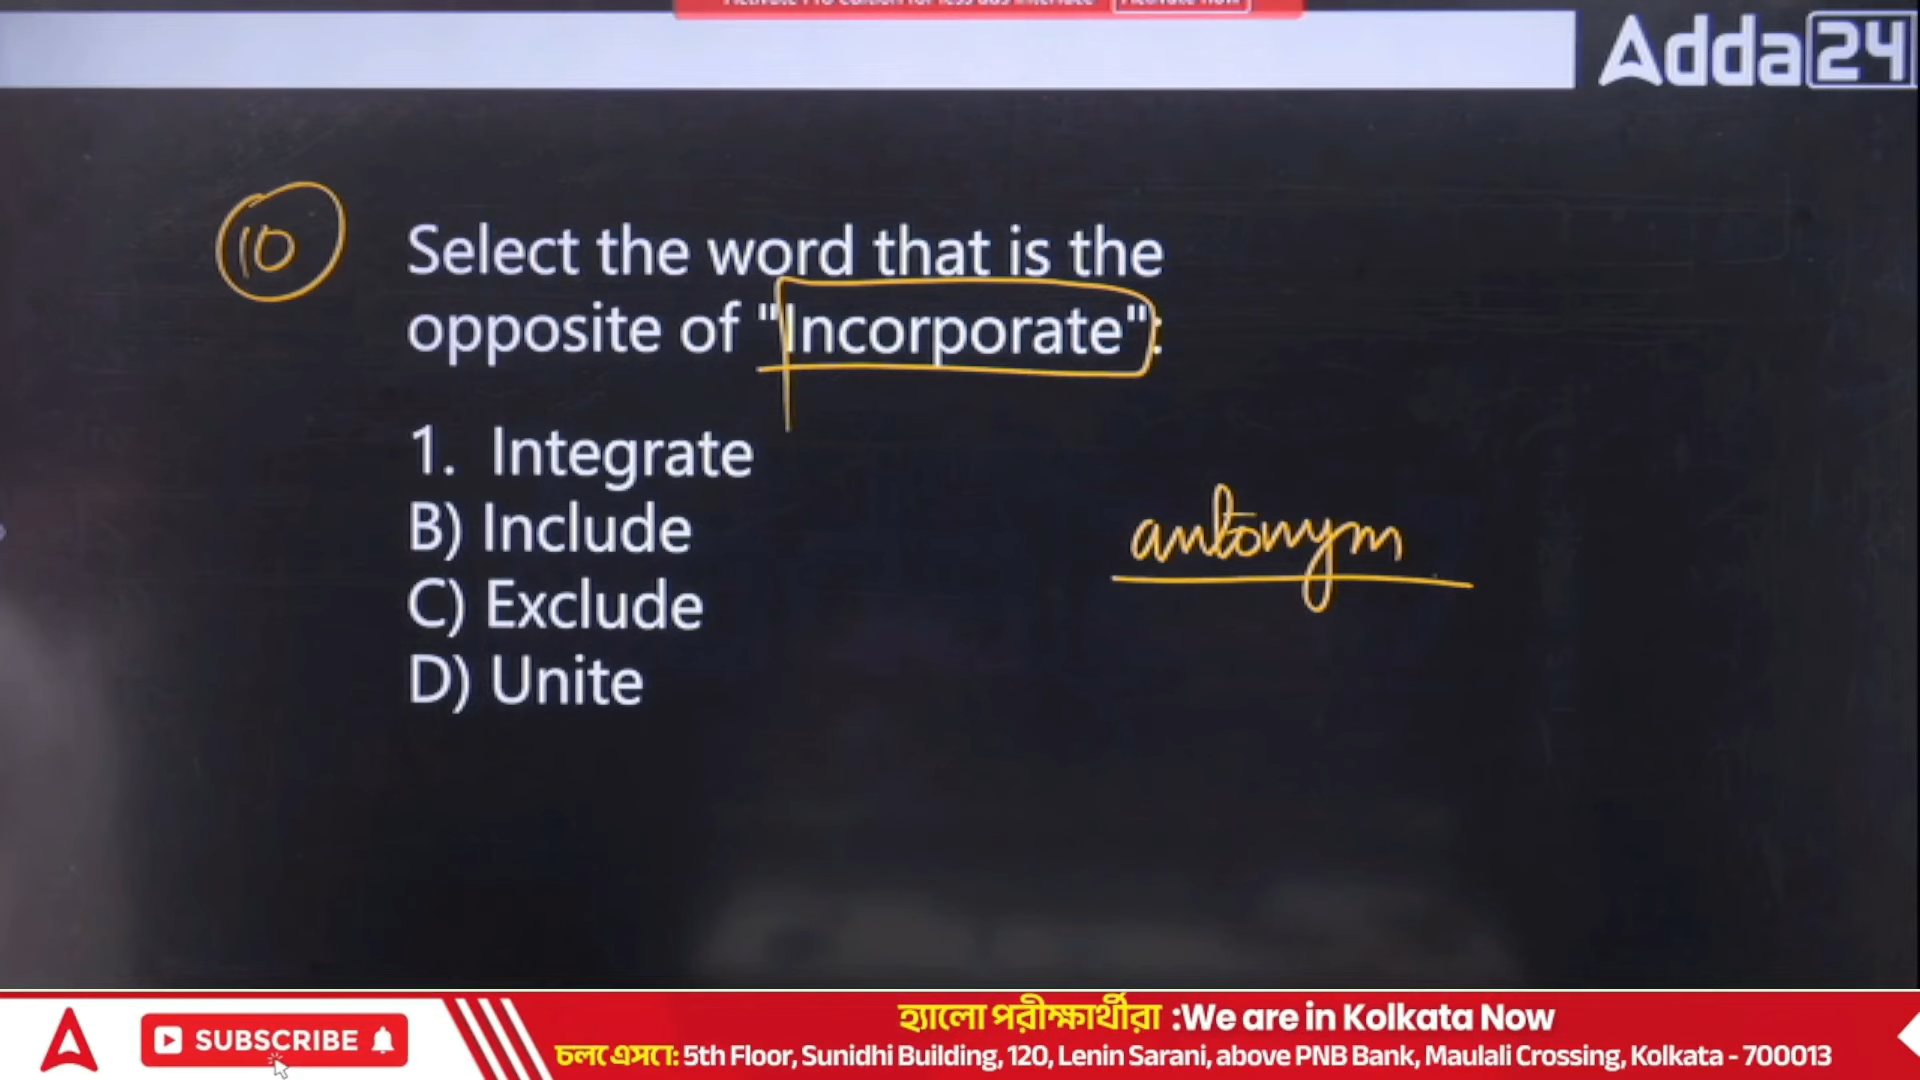 Adda24
10
Select the word that is the
opposite of "Incorporate":
1. Integrate
B) Include
C) Exclude
D) Unite
antonym
SUBSCRIBE
হ্যালো পরীক্ষার্থীরা :We are in Kolkata Now
চলে এসো: 5th Floor, Sunidhi Building, 120, Lenin Sarani, above PNB Bank, Maulali Crossing, Kolkata - 700013